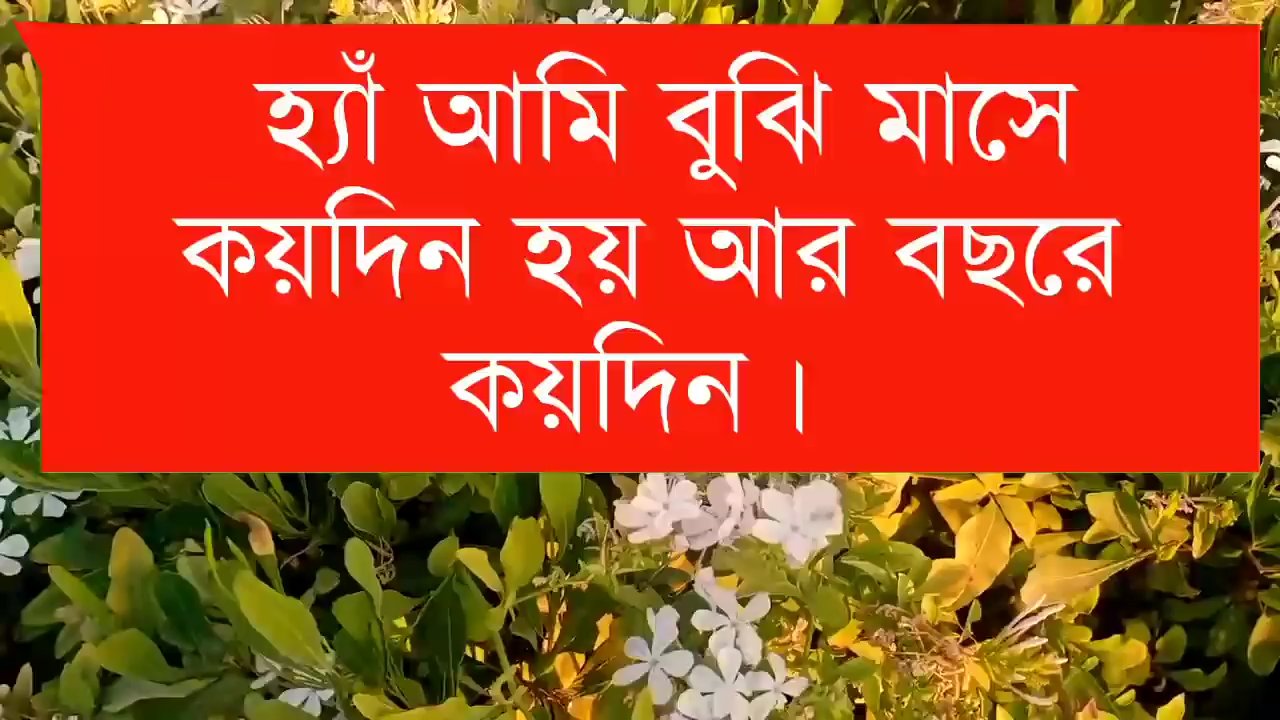 হ্যাঁ আমি বুঝি মাসে
কয়দিন হয় আর বছরে
কয়দিন ।